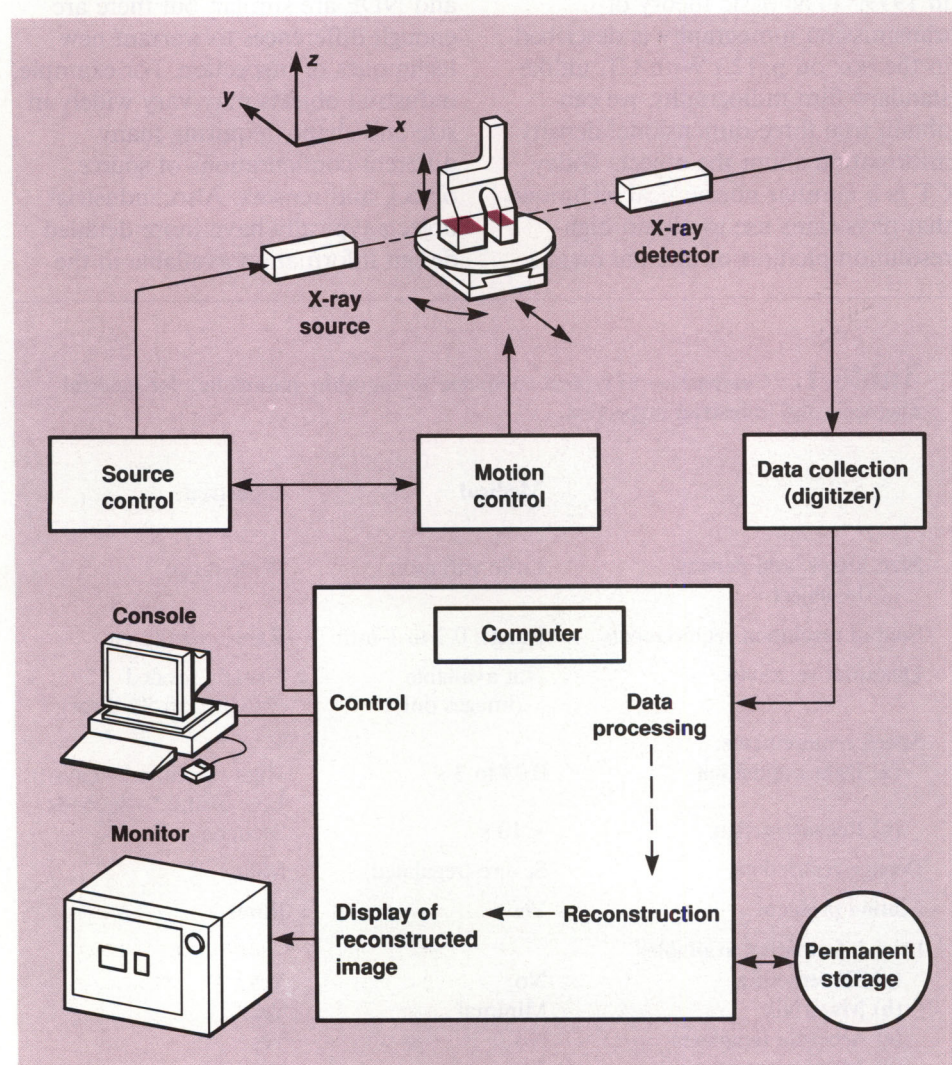 z
y
x
X-ray
detector
X-ray
source
Source
control
Motion
control
Data collection
(digitizer)
Console
Computer
Control
Data
processing
Monitor
Display of
reconstructed
image
Reconstruction
Permanent
storage